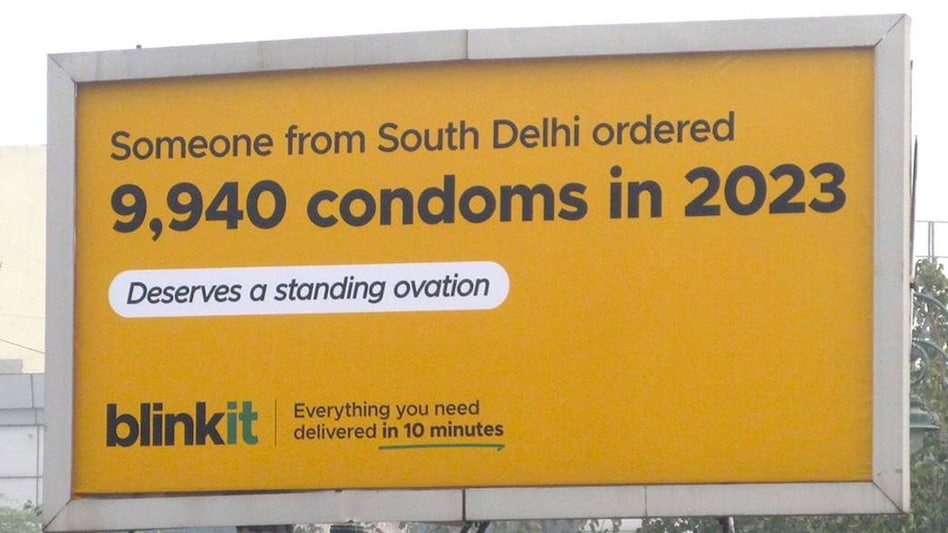 Someone from South Delhi ordered
9,940 condoms in 2023
Deserves a standing ovation
blinkit
Everything you need
delivered in 10 minutes